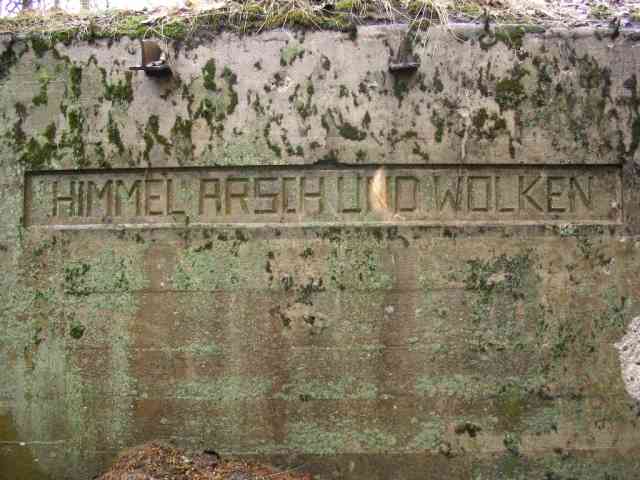 HIMMEL ARSCH UND WOLKEN